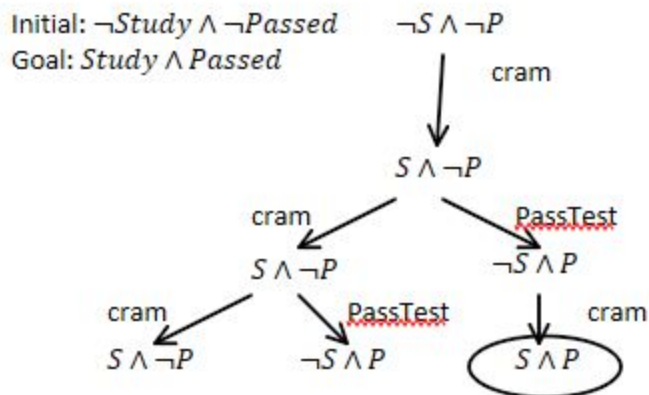 Initial: ¬Study ∧ ¬Passed
¬S ∧ ¬P
Goal: Study ∧ Passed
cram
S ∧ ¬P
cram
PassTest
S ∧ ¬P
¬S ∧ P
cram
PassTest
cram
S ∧ ¬P
¬S ∧ P
S ∧ P